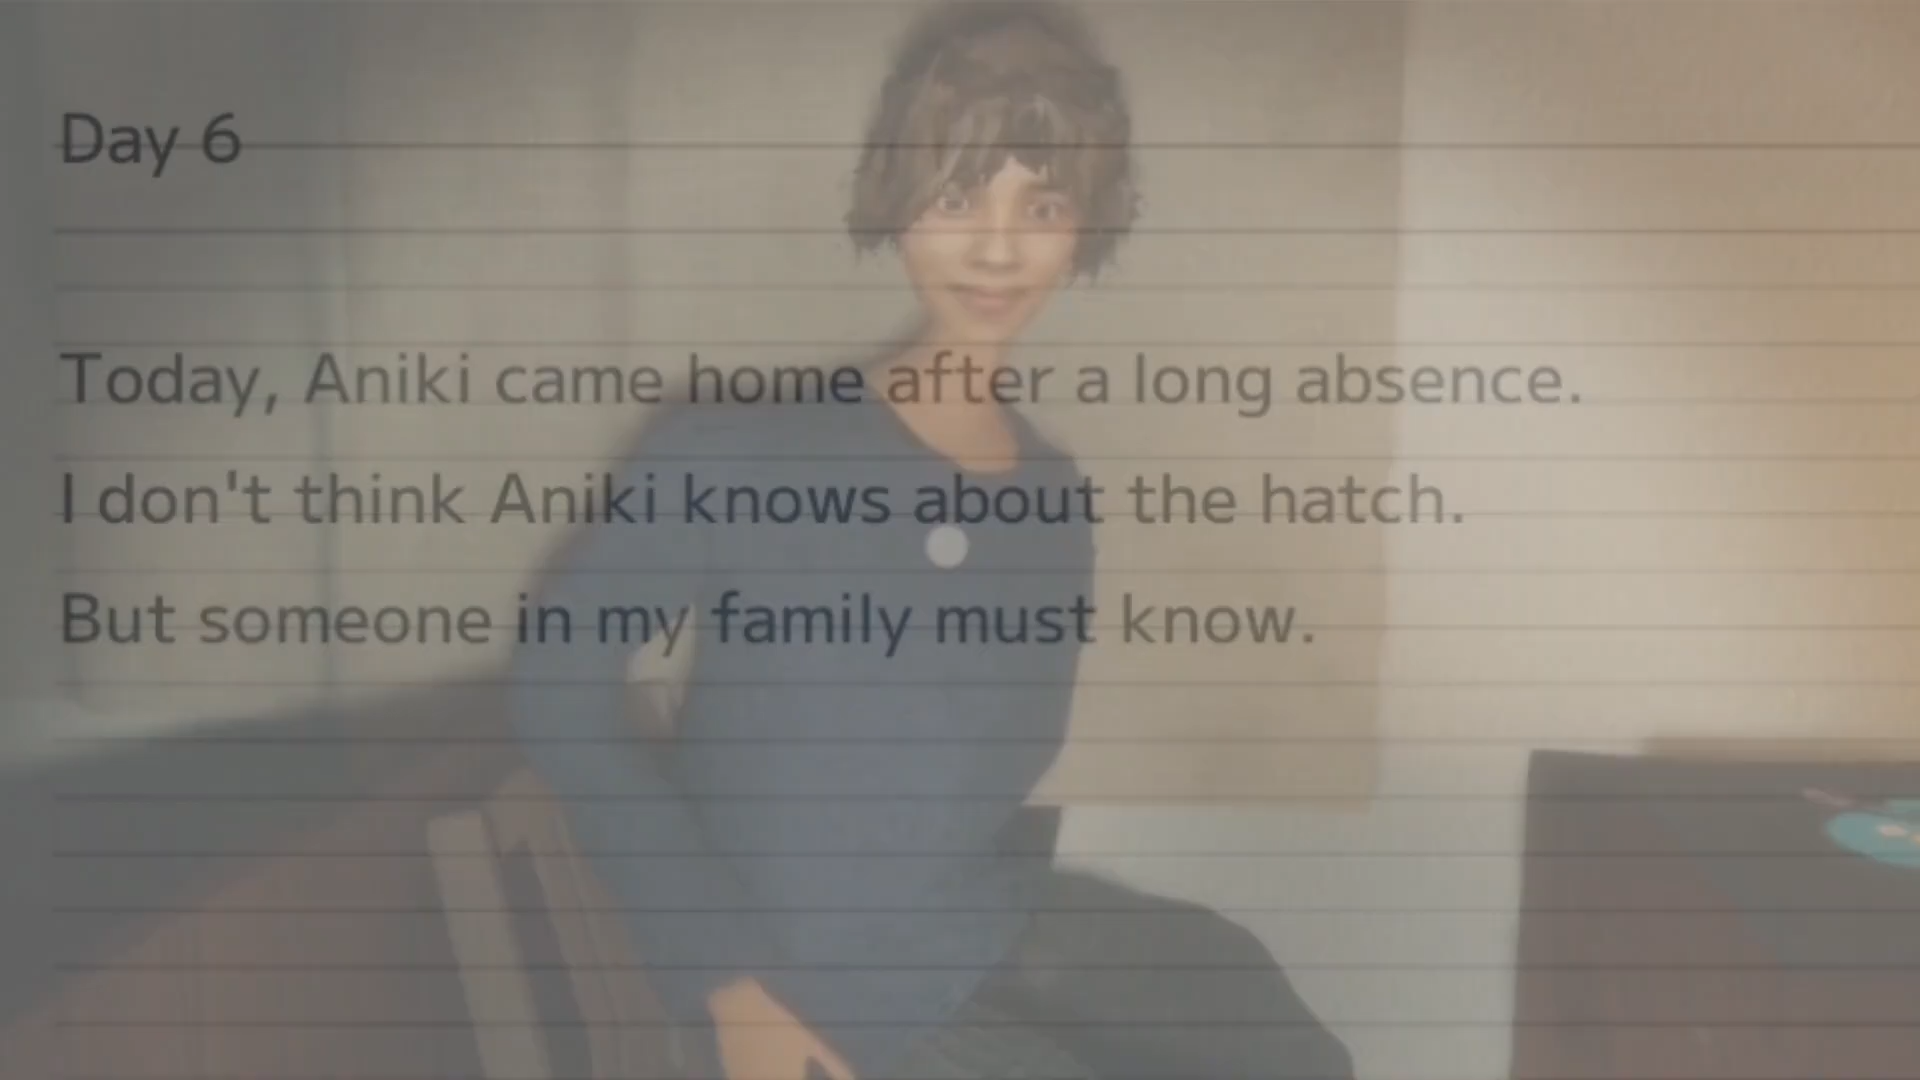 Day 6
Today, Aniki came home after a long absence.
I don't think Aniki knows about the hatch.
But someone in my family must know.